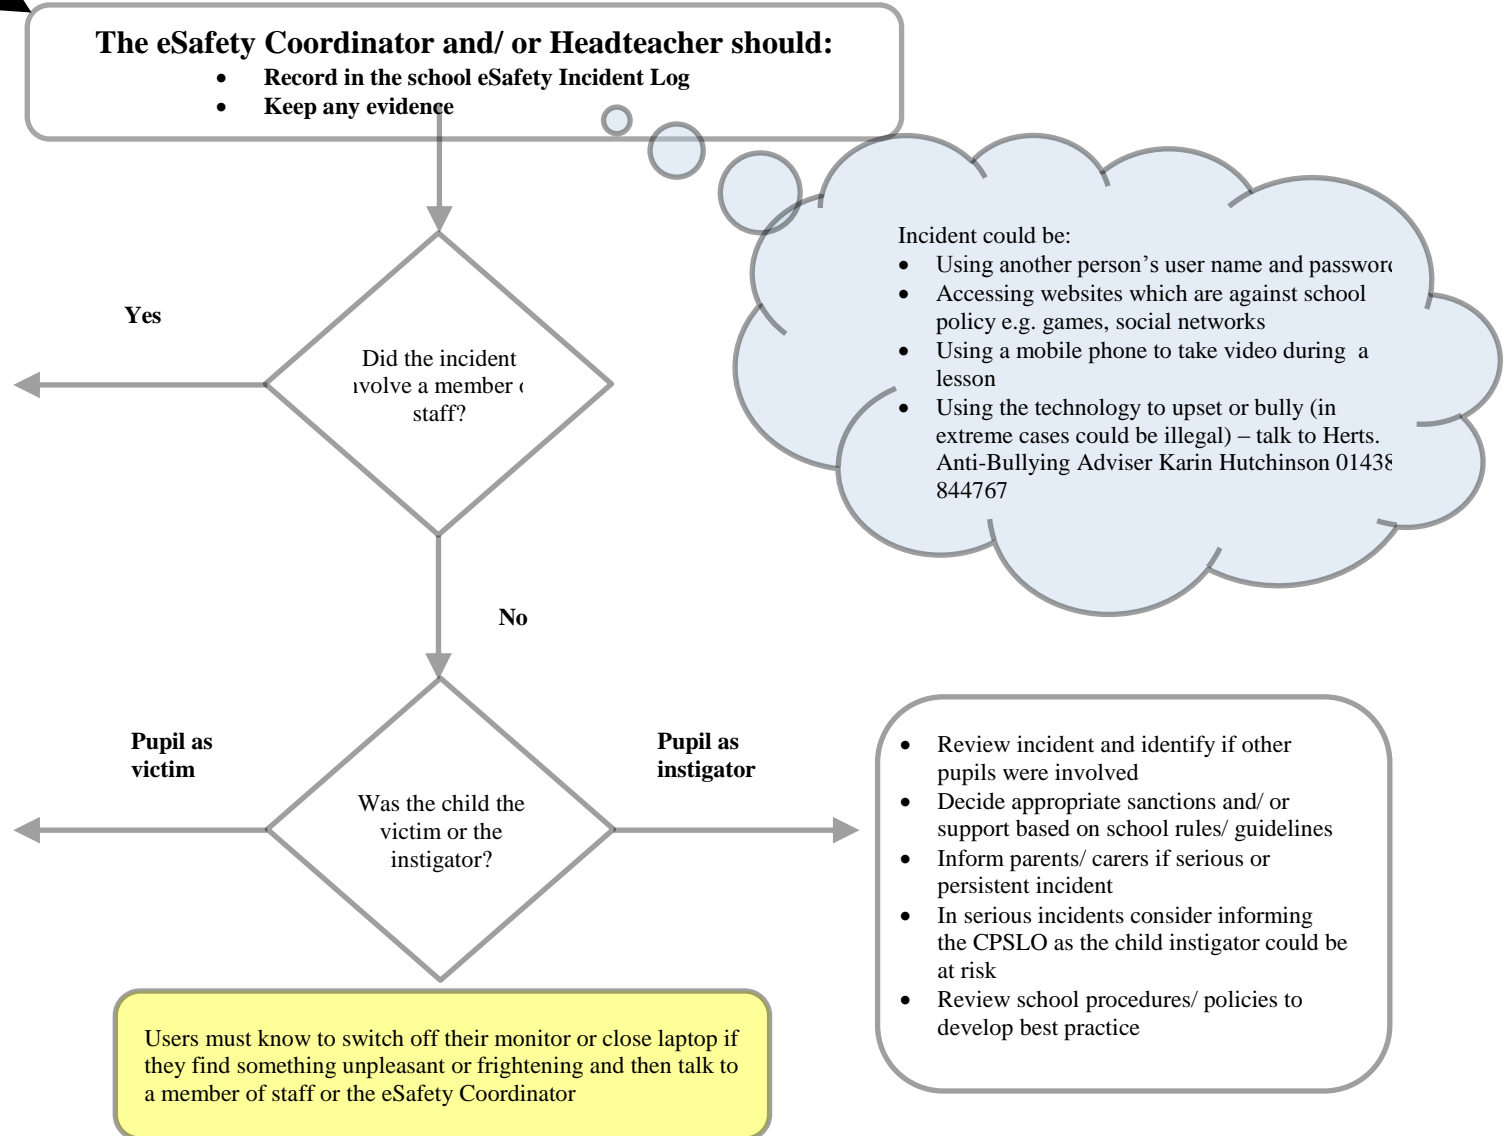 The eSafety Coordinator and/ or Headteacher should:
• Record in the school eSafety Incident Log
• Keep any evidence
Incident could be:
• Using another person’s user name and password
• Accessing websites which are against school
policy e.g. games, social networks
• Using a mobile phone to take video during a
lesson
• Using the technology to upset or bully (in
extreme cases could be illegal) – talk to Herts.
Anti-Bullying Adviser Karin Hutchinson 01438
844767
Yes
Did the incident
involve a member of
staff?
No
Pupil as
victim
Was the child the
victim or the
instigator?
Pupil as
instigator
• Review incident and identify if other
pupils were involved
• Decide appropriate sanctions and/ or
support based on school rules/ guidelines
• Inform parents/ carers if serious or
persistent incident
• In serious incidents consider informing
the CPSLO as the child instigator could be
at risk
• Review school procedures/ policies to
develop best practice
Users must know to switch off their monitor or close laptop if
they find something unpleasant or frightening and then talk to
a member of staff or the eSafety Coordinator